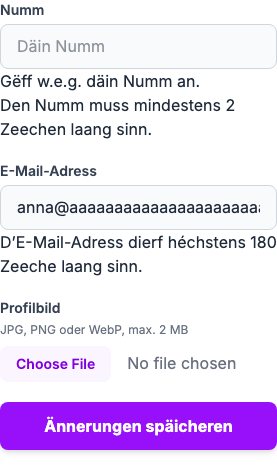 Numm
Däin Numm
Gëff w.e.g. däin Numm an.
Den Numm muss mindestens 2
Zeechen laang sinn.
E-Mail-Adress
anna@aaaaaaaaaaaaaaaaaaaaa
D'E-Mail-Adress dierf héchstens 180
Zeeche laang sinn.
Profilbild
JPG, PNG oder WebP, max. 2 MB
Choose File No file chosen
Ännerungen späicheren